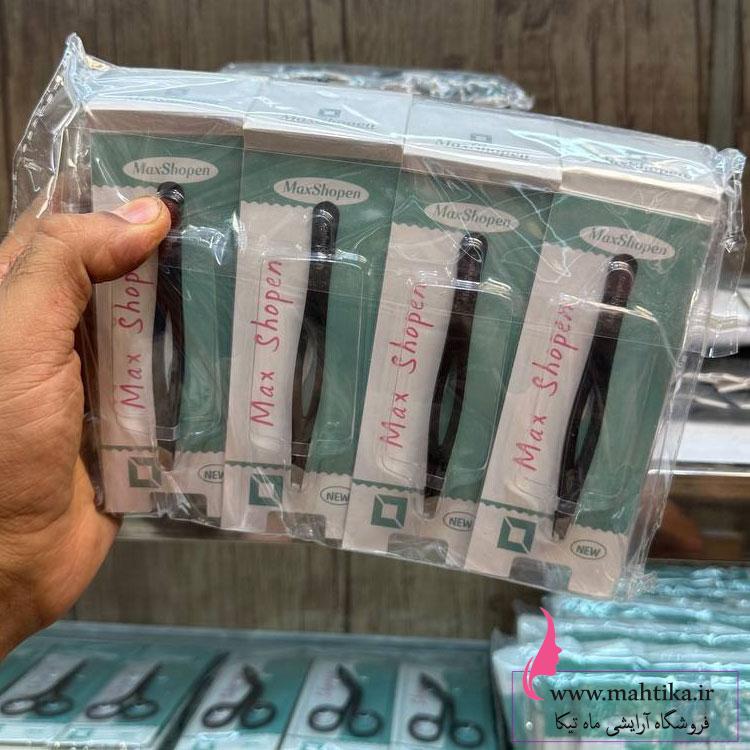 MaxShopen
MaxShopen
MaxShopen
MaxShopen
MaxShopen
Max Shopen
Max Shopen
Max Shopen
Max Shopen
NEW
NEW
NEW
NEW
www.mahtika.ir
فروشگاه آرایشی ماه تیکا